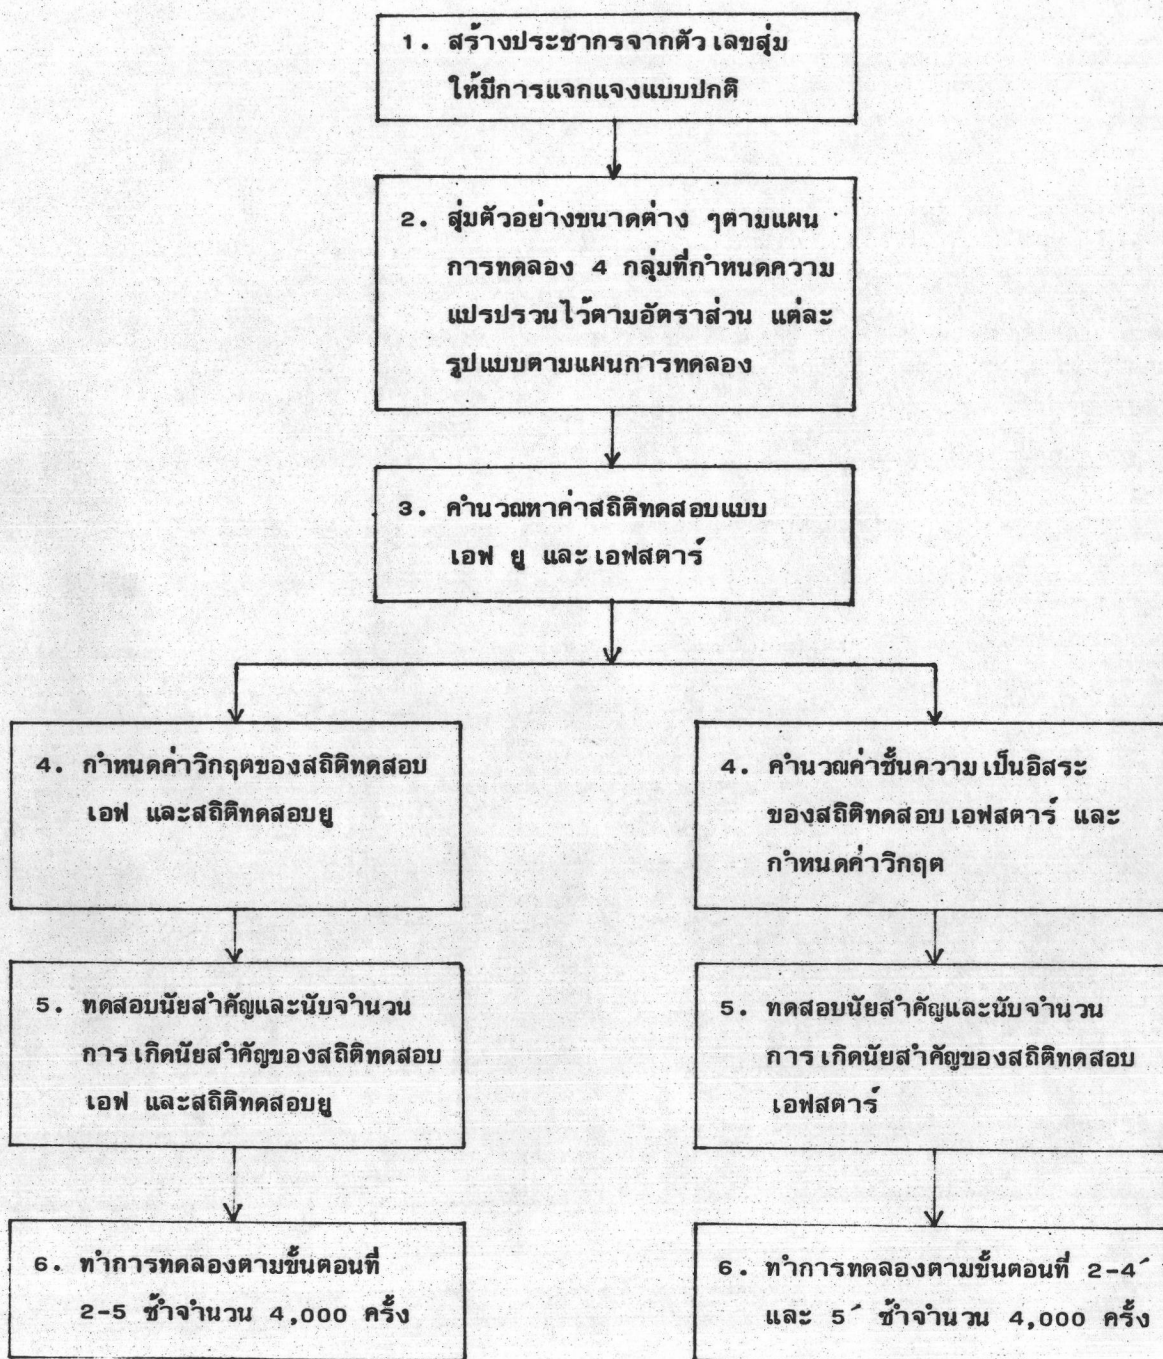 1. สร้างประชากรจากตัวเลขสุ่ม
ให้มีการแจกแจงแบบปกติ
2. สุ่มตัวอย่างขนาดต่าง ๆตามแผน
การทดลอง 4 กลุ่มที่กำหนดความ
แปรปรวนไว้ตามอัตราส่วน แต่ละ
รูปแบบตามแผนการทดลอง
3. คำนวณหาค่าสถิติทดสอบแบบ
เอฟ ยู และเอฟสตาร์
4. กำหนดค่าวิกฤตของสถิติทดสอบ
เอฟ และสถิติทดสอบยู
4. คำนวณค่าชั้นความเป็นอิสระ
ของสถิติทดสอบเอฟสตาร์ และ
กำหนดค่าวิกฤต
5. ทดสอบนัยสำคัญและนับจำนวน
การเกิดนัยสำคัญของสถิติทดสอบ
เอฟ และสถิติทดสอบยู
5. ทดสอบนัยสำคัญและนับจำนวน
การเกิดนัยสำคัญของสถิติทดสอบ
เอฟสตาร์
6. ทำการทดลองตามขั้นตอนที่
2-5 ซ้ำจำนวน 4,000 ครั้ง
6. ทำการทดลองตามขั้นตอนที่ 2-4´
และ 5´ ซ้ำจำนวน 4,000 ครั้ง